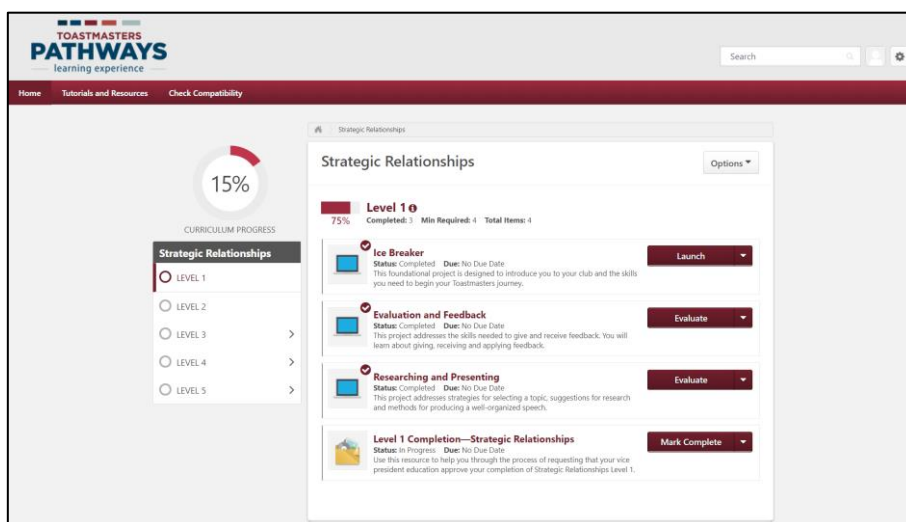 TOASTMASTERS
PATHWAYS
learning experience
Search
Home Tutorials and Resources Check Compatibility
Strategic Relationships
15%
CURRICULUM PROGRESS
Strategic Relationships
LEVEL 1
LEVEL 2
LEVEL 3
LEVEL 4
LEVEL 5
Strategic Relationships
Options
75%
Level 1
Completed: 3 Min Required: 4 Total Items: 4
Ice Breaker
Status: Completed Due: No Due Date
This foundational project is designed to introduce you to your club and the skills
you need to begin your Toastmasters journey.
Launch
Evaluation and Feedback
Status: Completed Due: No Due Date
This project addresses the skills needed to give and receive feedback. You will
learn about giving, receiving and applying feedback.
Evaluate
Researching and Presenting
Status: Completed Due: No Due Date
This project addresses strategies for selecting a topic, suggestions for research
and methods for producing a well-organized speech.
Evaluate
Level 1 Completion—Strategic Relationships
Status: In Progress Due: No Due Date
Use this resource to help you through the process of requesting that your vice
president education approve your completion of Strategic Relationships Level 1.
Mark Complete